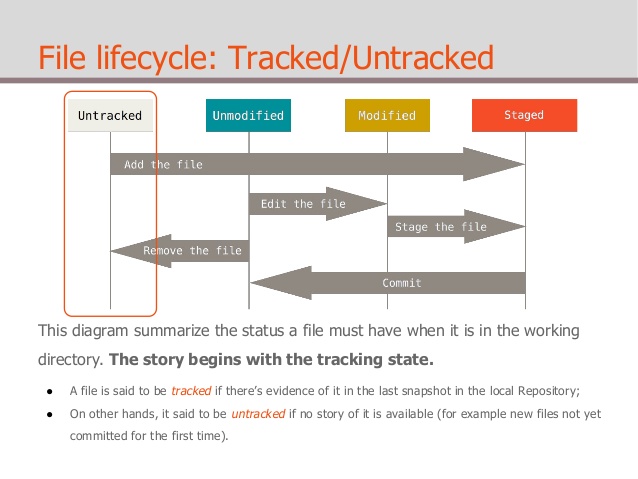 File lifecycle: Tracked/Untracked
Untracked
Unmodified
Modified
Staged
Add the file
Edit the file
Stage the file
Remove the file
Commit
This diagram summarize the status a file must have when it is in the working
directory. The story begins with the tracking state.
● A file is said to be tracked if there’s evidence of it in the last snapshot in the local Repository;
● On other hands, it said to be untracked if no story of it is available (for example new files not yet
committed for the first time).